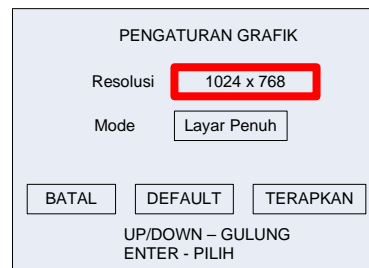 PENGATURAN GRAFIK
Resolusi 1024 x 768
Mode Layar Penuh
BATAL DEFAULT TERAPKAN
UP/DOWN – GULUNG
ENTER - PILIH